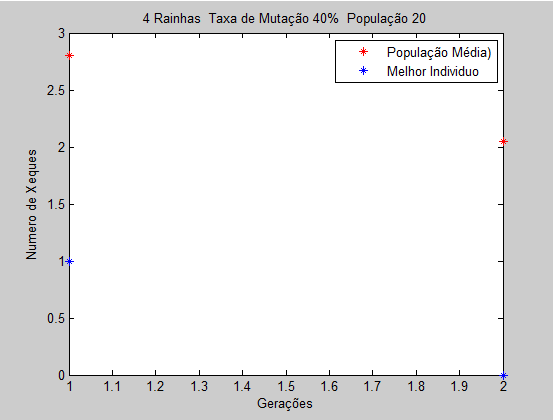 4 Rainhas  Taxa de Mutação 40%  População 20
3
2.5
2
1.5
1
0.5
0
Numero de Xeques
População Média)
Melhor Individuo
1 1.1 1.2 1.3 1.4 1.5 1.6 1.7 1.8 1.9 2
Gerações